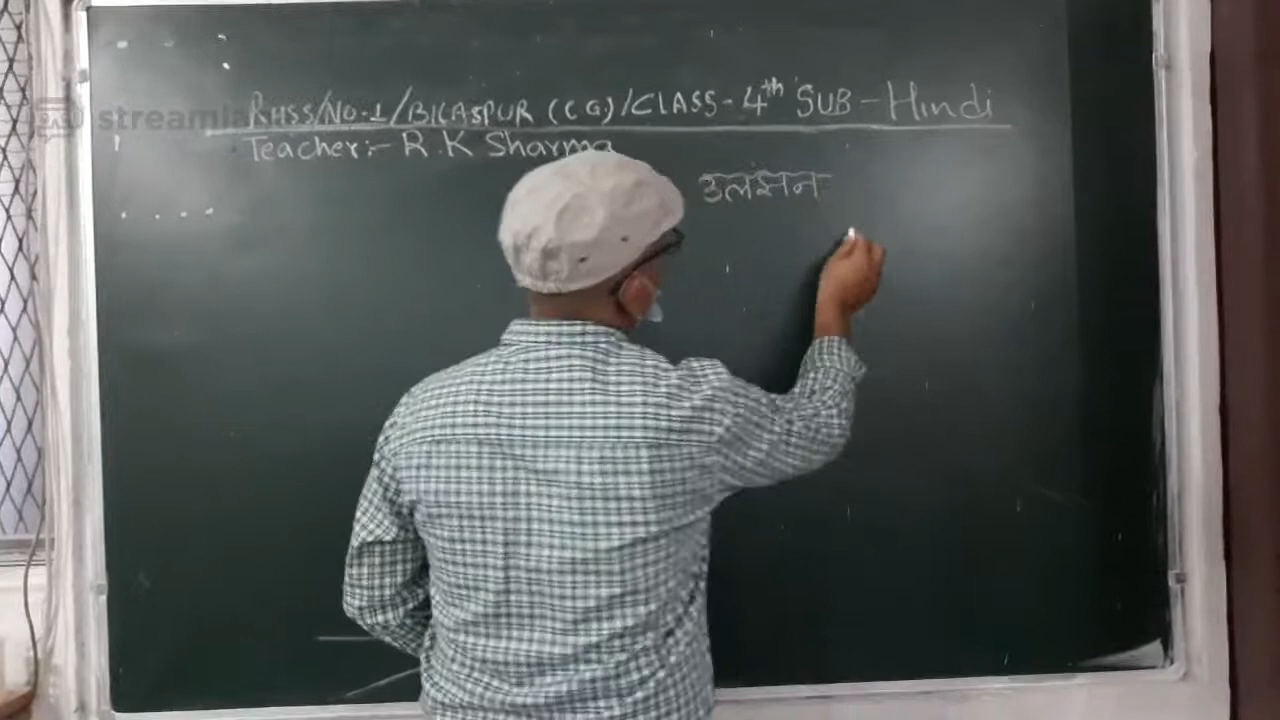 RHSS/NO.1/BILASPUR (CG)/CLASS-4th SUB-Hindi
Teacher:- R.K Sharma
उलझन